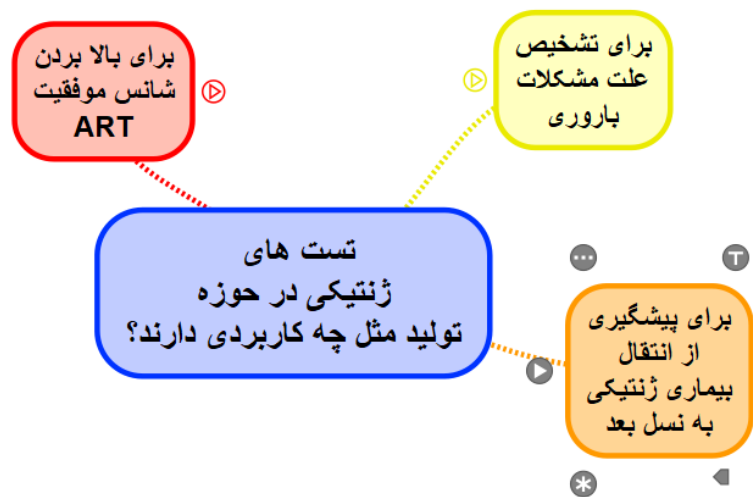 برای تشخیص
علت مشکلات
باروری
برای بالا بردن
شانس موفقیت
ART
تست های
ژنتیکی در حوزه
تولید مثل چه کاربردی دارند؟
برای پیشگیری
از انتقال
بیماری ژنتیکی
به نسل بعد
T